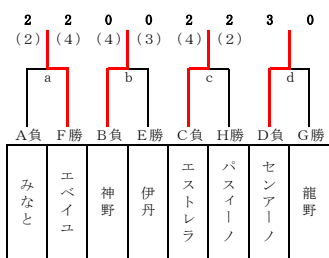 2 2 0 0 2 2 3 0
(2) (4) (4) (3) (4) (2)
a b c d
A負 F勝 B負 E勝 C負 H勝 D負 G勝
みなと
エベイユ
神野
伊丹
エストレラ
パスィーノ
センアーノ
龍野